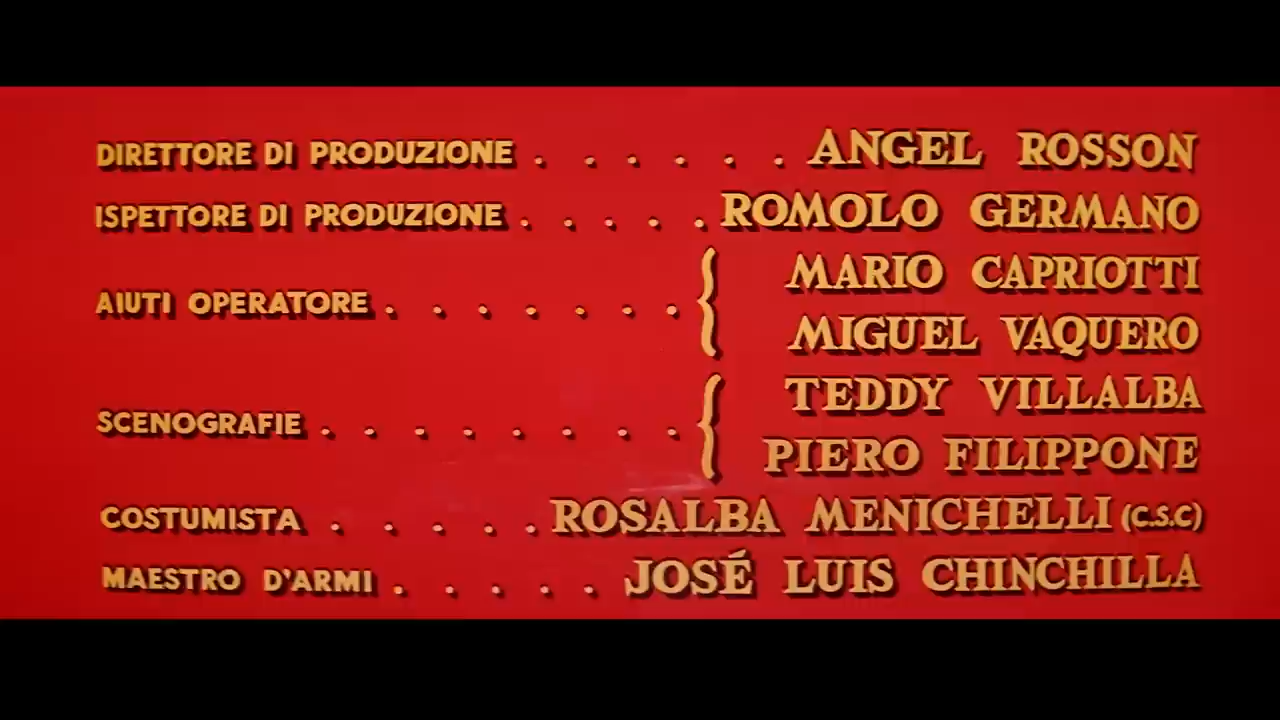 DIRETTORE DI PRODUZIONE . . . . . . ANGEL ROSSON
ISPETTORE DI PRODUZIONE . . . . . ROMOLO GERMANO
AIUTI OPERATORE . . . . . . . { MARIO CAPRIOTTI
MIGUEL VAQUERO
SCENOGRAFIE . . . . . . . . { TEDDY VILLALBA
PIERO FILIPPONE
COSTUMISTA . . . . . ROSALBA MENICHELLI (C.S.C)
MAESTRO D'ARMI . . . . . JOSÉ LUIS CHINCHILLA